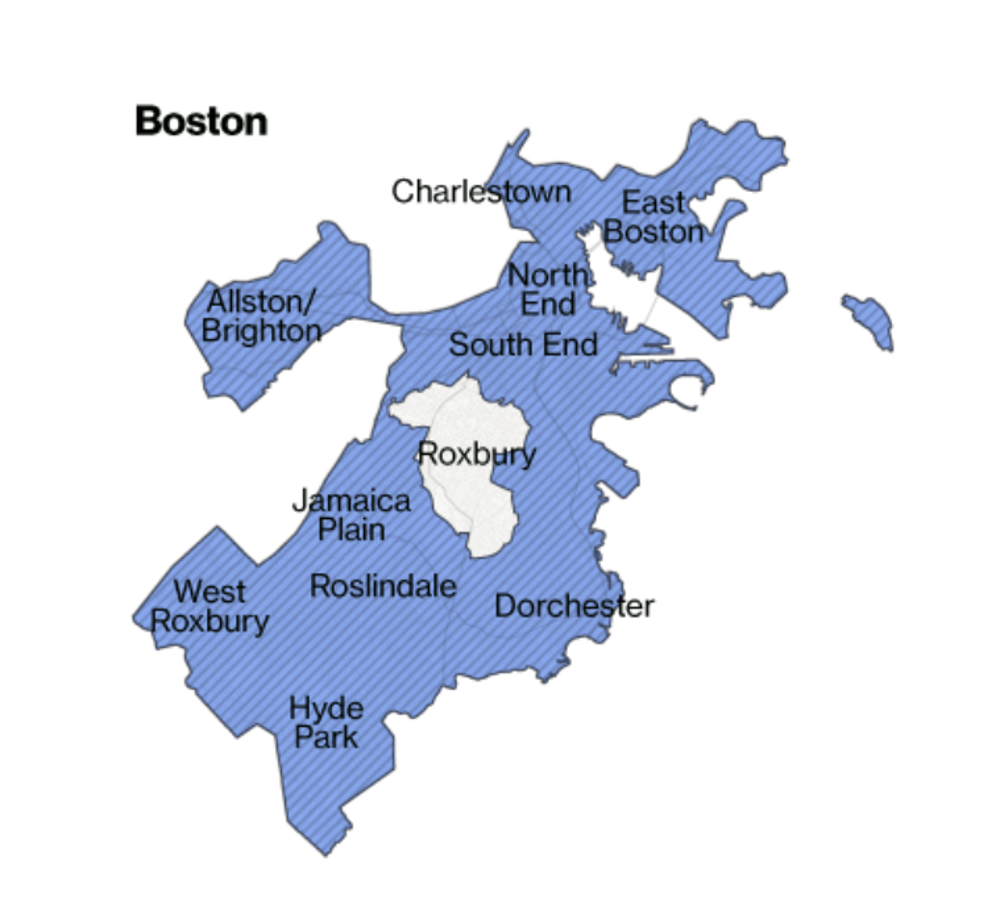 Boston
Charlestown
East
Boston
North
End
Allston/
Brighton
South End
Roxbury
Jamaica
Plain
Roslindale
West
Roxbury
Dorchester
Hyde
Park